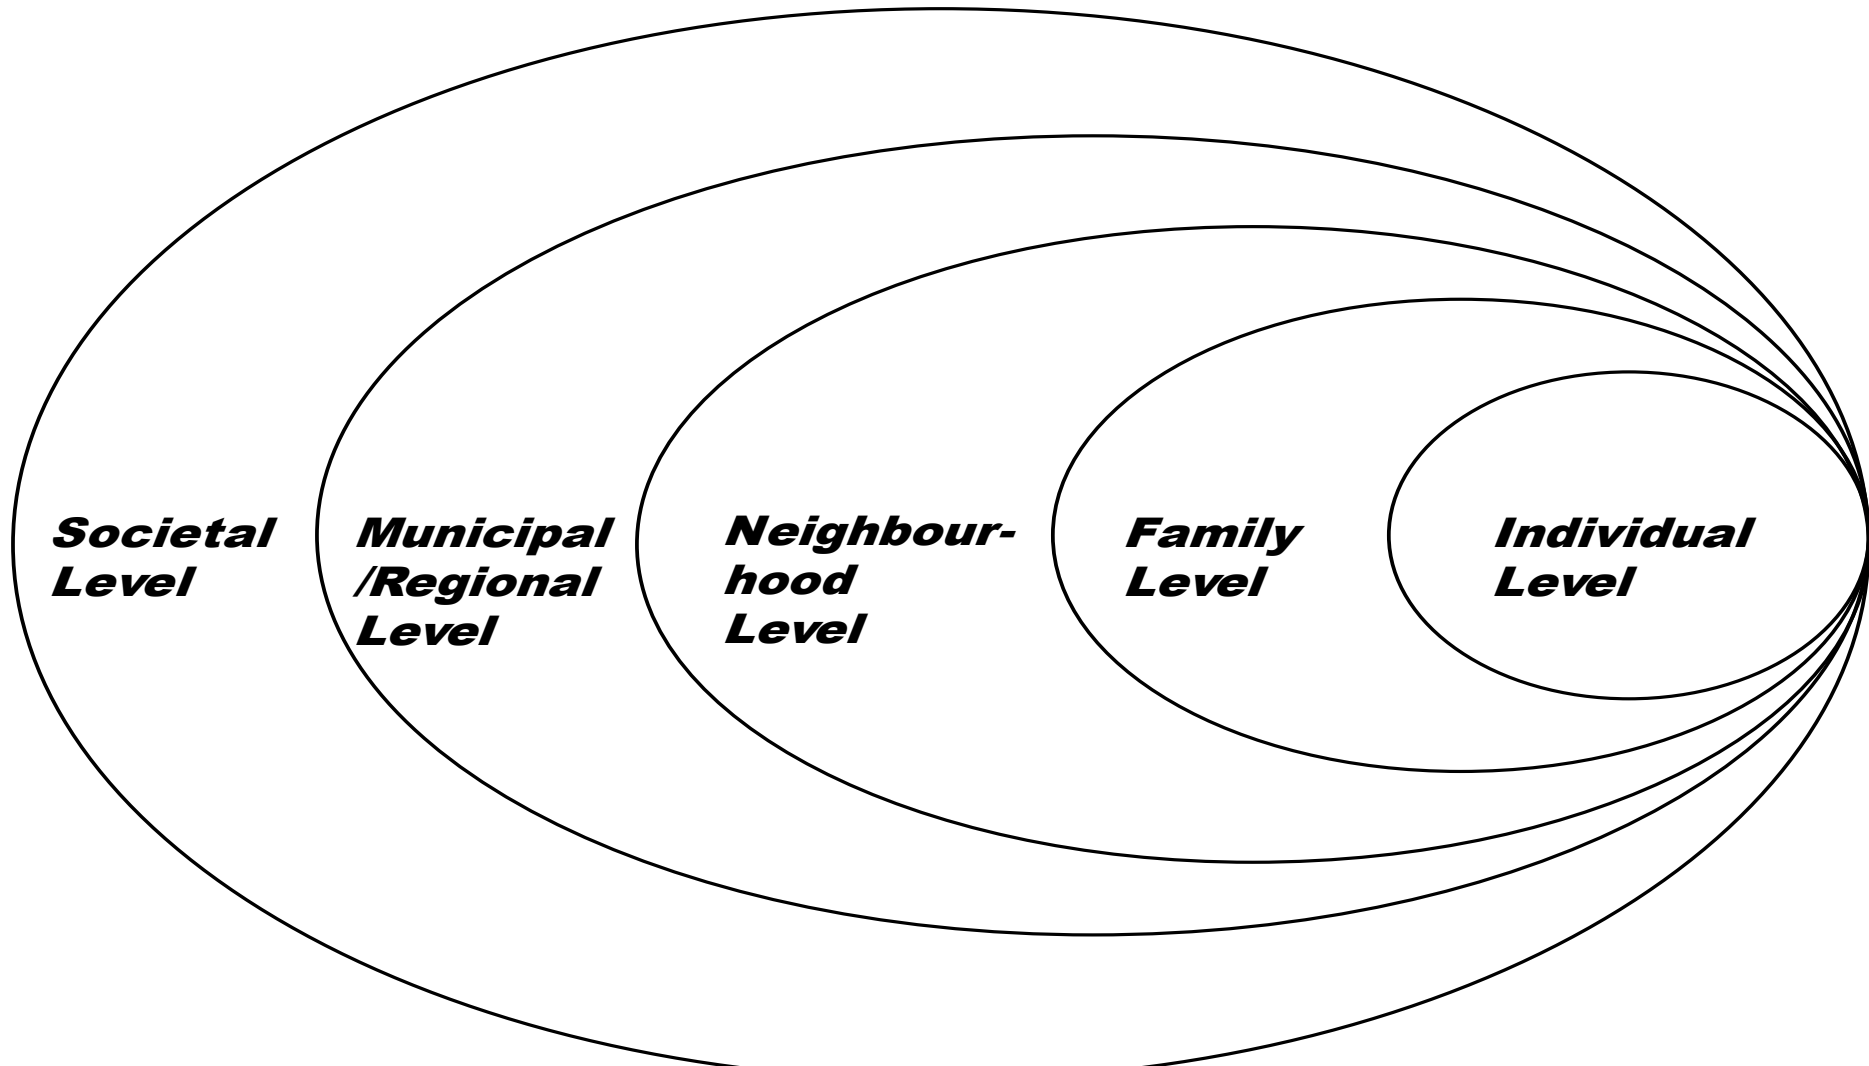 Societal
Level
Municipal
/Regional
Level
Neighbour-
hood
Level
Family
Level
Individual
Level